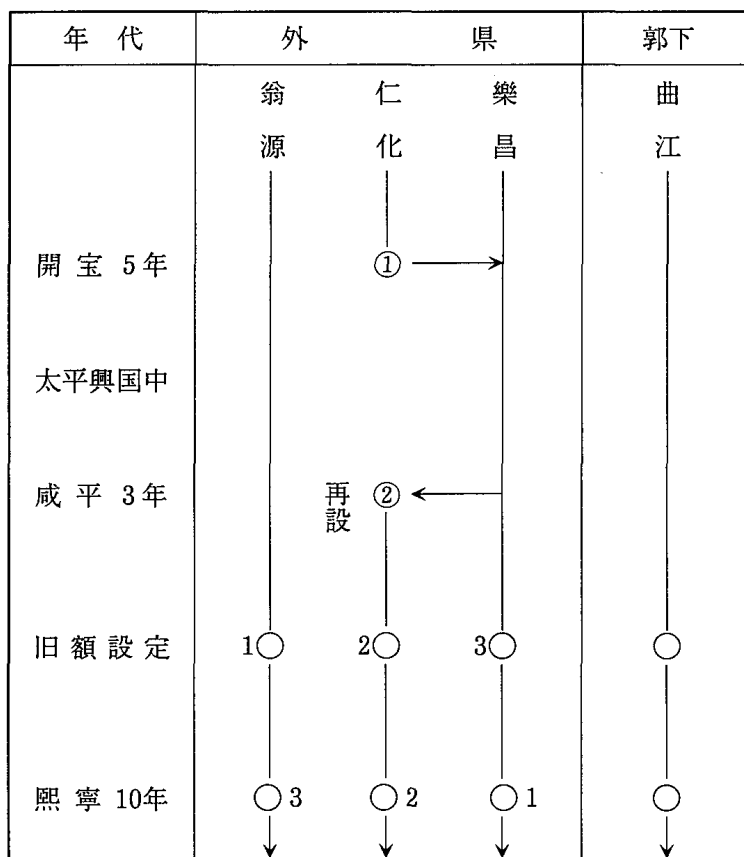 年代 外県 郭下
翁源 仁化 樂昌 曲江
開宝5年 ①
太平興国中
咸平3年 再設 ②
旧額設定 1○ 2○ 3○ ○
熙寧10年 ○3 ○2 ○1 ○